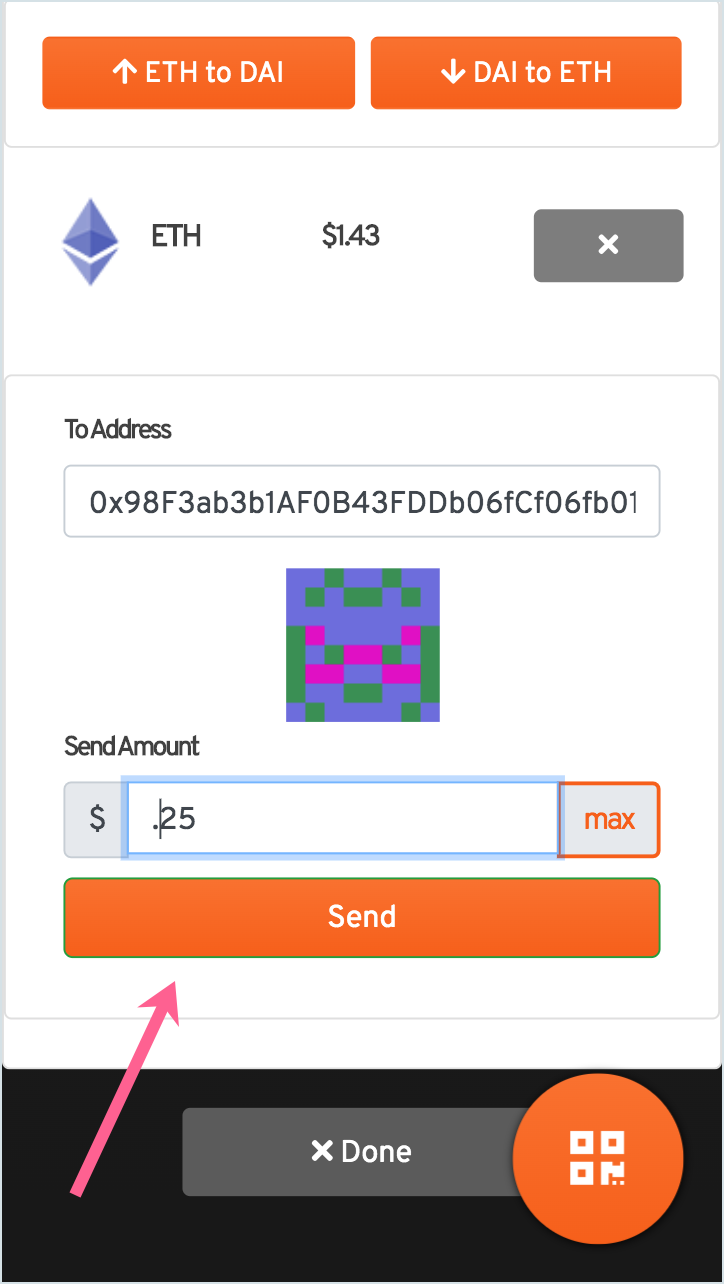 ETH to DAI
DAI to ETH
ETH
$1.43
To Address
0x98F3ab3b1AF0B43FDDb06fCf06fb01
Send Amount
$
.25
max
Send
Done